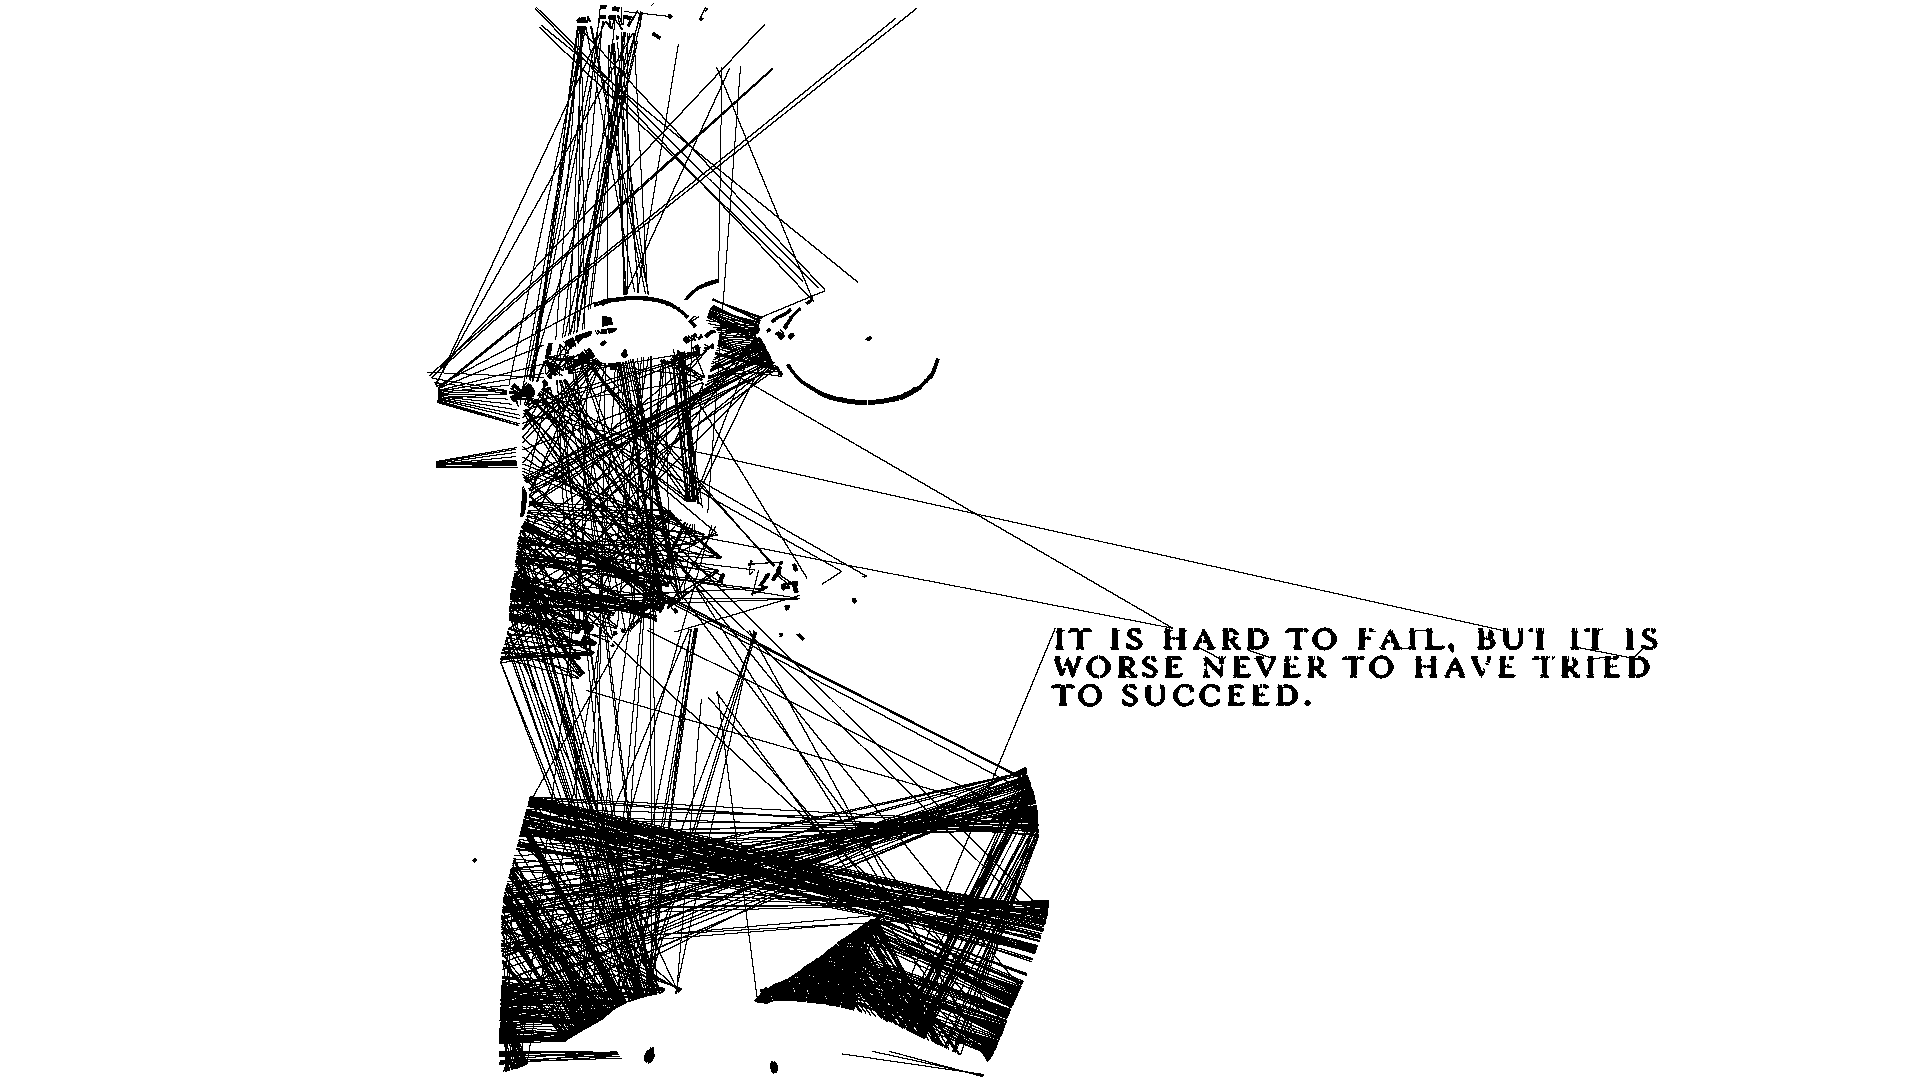 IT IS HARD TO FAIL, BUT IT IS
WORSE NEVER TO HAVE TRIED
TO SUCCEED.